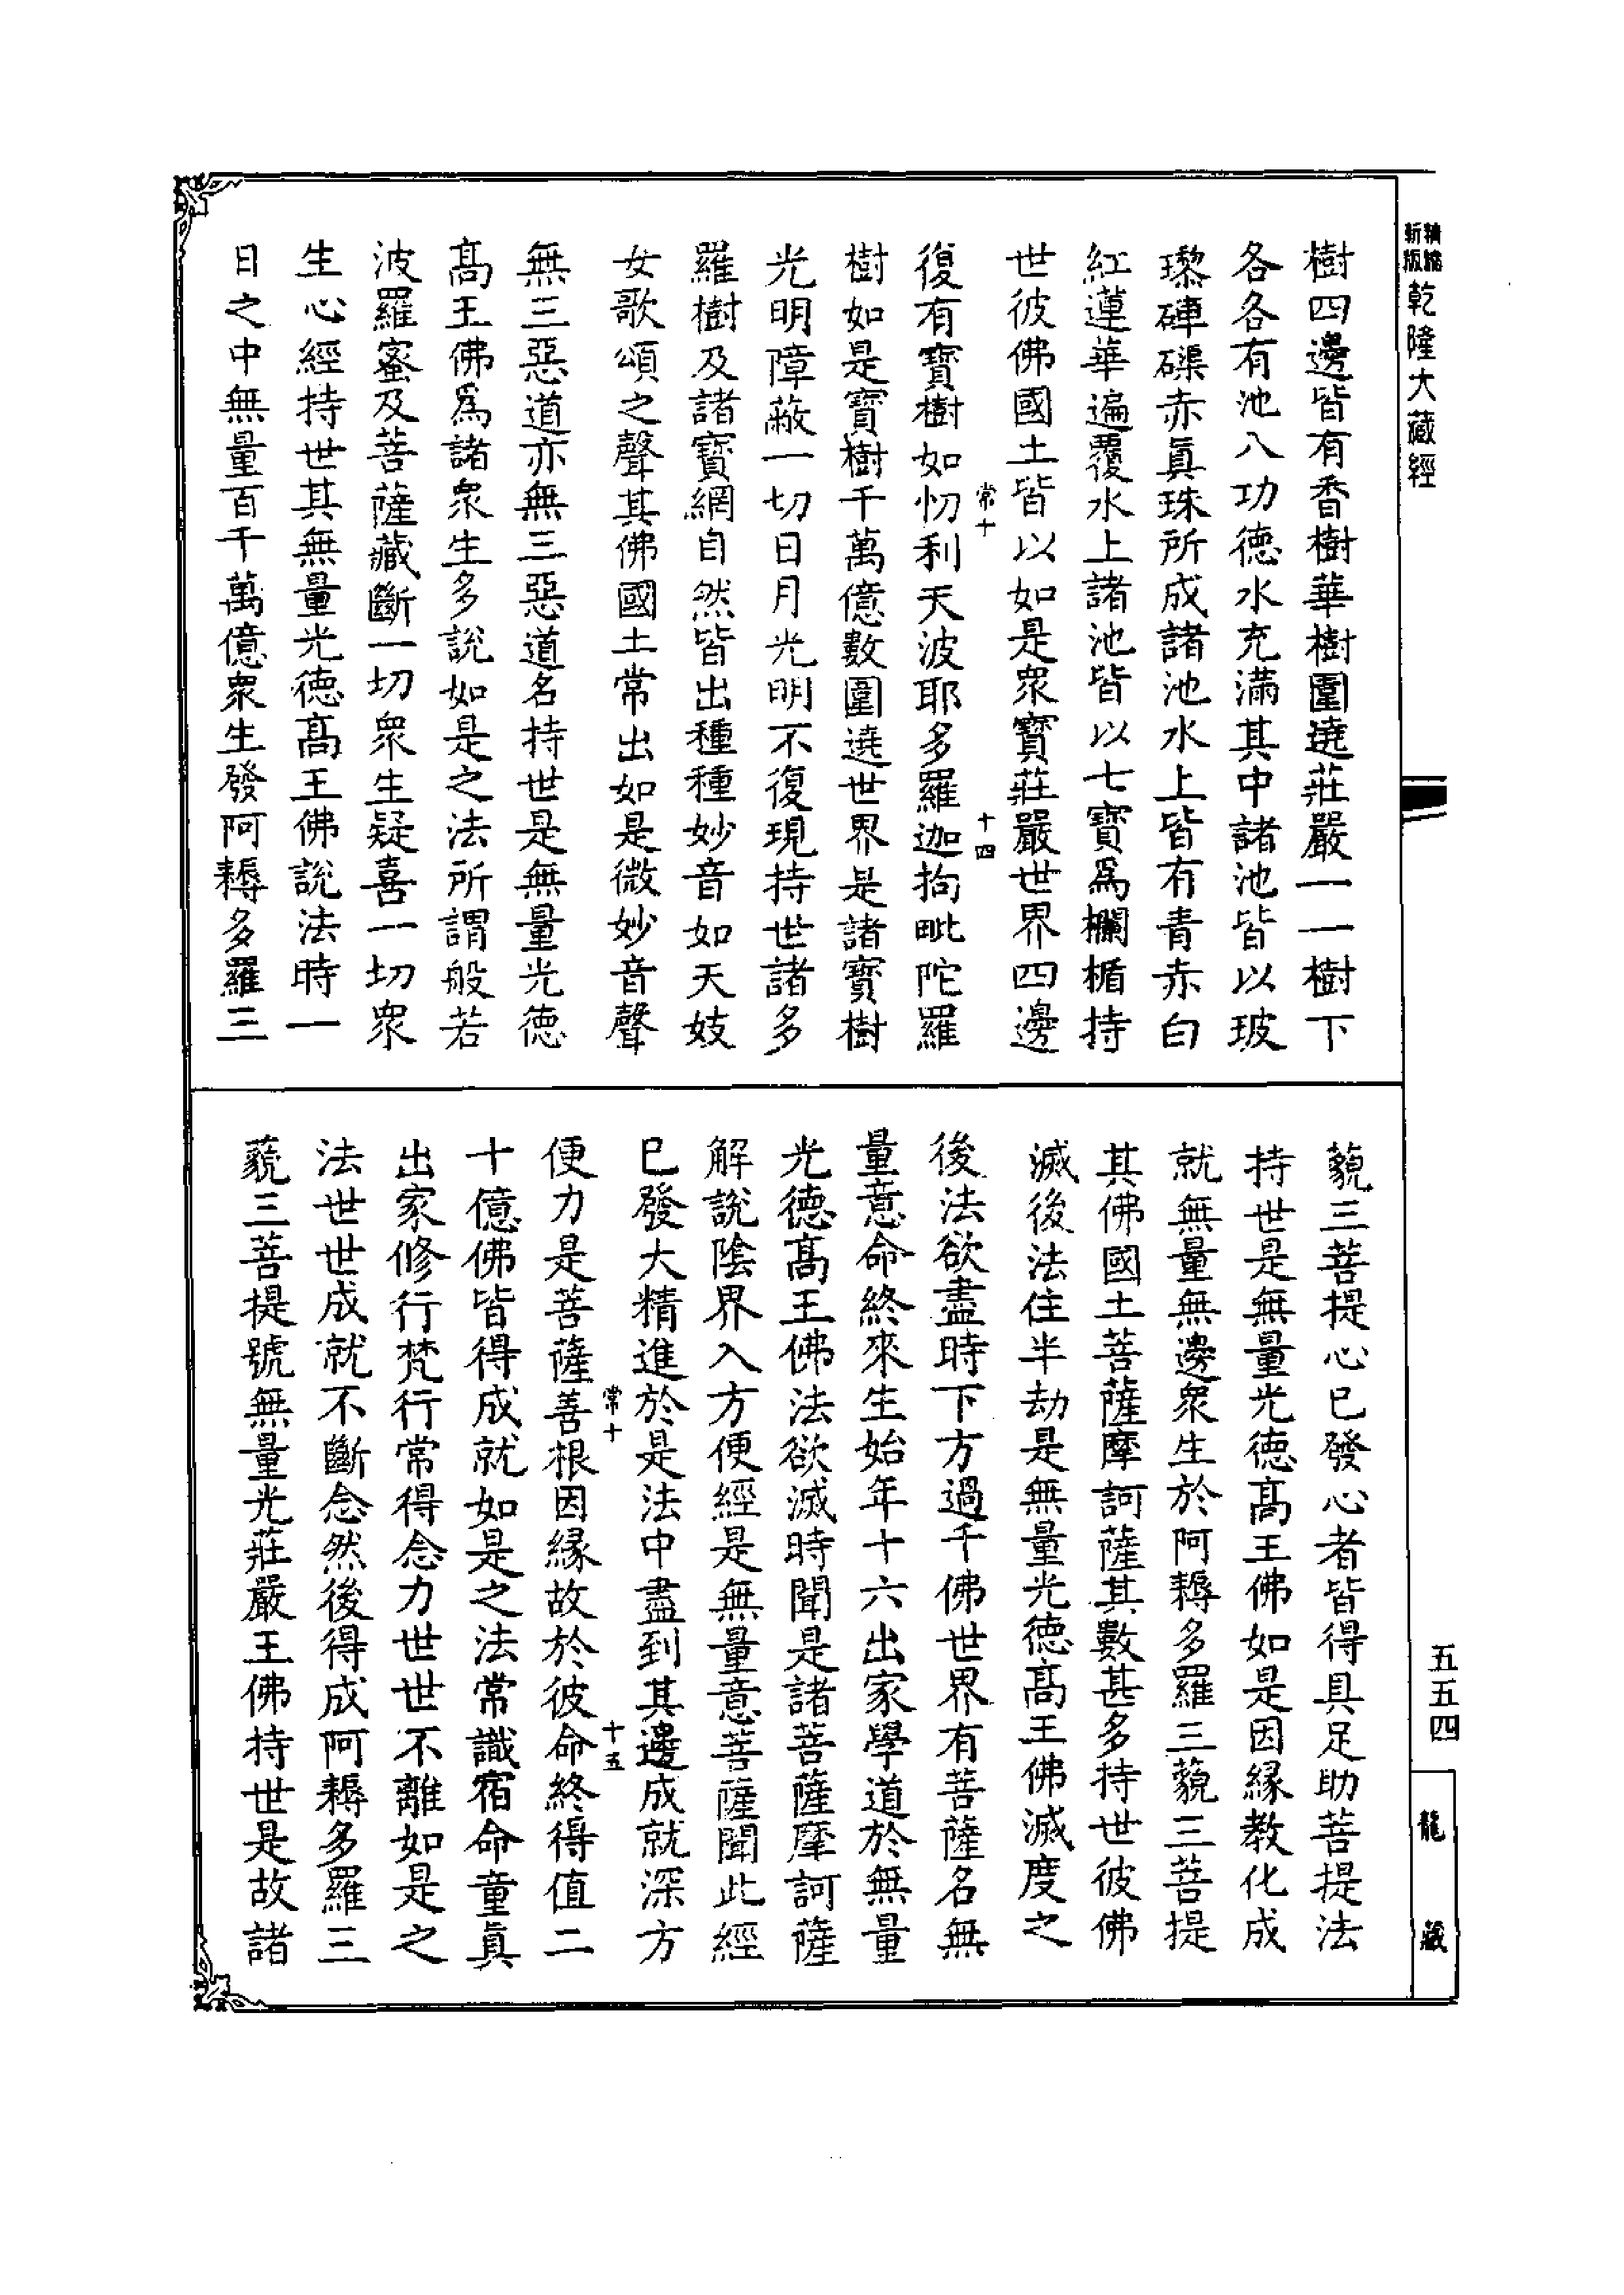 新版精縮乾隆大藏經
樹四邊皆有香樹華樹圍遶莊嚴一一樹下
各各有池八功德水充滿其中諸池皆以玻
瓈硨磲赤真珠所成諸池水上皆有青赤白
紅蓮華遍覆水上諸池皆以七寶爲欄楯持
世彼佛國土皆以如是衆寶莊嚴世界四邊
常十 十四
復有寶樹如忉利天波耶多羅迦拘毗陀羅
樹如是寶樹千萬億數圍遶世界是諸寶樹
光明障蔽一切日月光明不復現持世諸多
羅樹及諸寶網自然皆出種種妙音如天妓
女歌頌之聲其佛國土常出如是微妙音聲
無三惡道亦無三惡道名持世是無量光德
髙王佛爲諸衆生多說如是之法所謂般若
波羅蜜及菩薩藏斷一切衆生疑喜一切衆
生心經持世其無量光德髙王佛說法時一
日之中無量百千萬億衆生發阿耨多羅三
藐三菩提心已發心者皆得具足助菩提法
持世是無量光德髙王佛如是因緣教化成
就無量無邊衆生於阿耨多羅三藐三菩提
其佛國土菩薩摩訶薩其數甚多持世彼佛
滅後法住半劫是無量光德髙王佛滅度之
後法欲盡時下方過千佛世界有菩薩名無
量意命終來生始年十六出家學道於無量
光德髙王佛法欲滅時聞是諸菩薩摩訶薩
解說陰界入方便經是無量意菩薩聞此經
已發大精進於是法中盡到其邊成就深方
常十 十五
便力是菩薩善根因緣故於彼命終得值二
十億佛皆得成就如是之法常識宿命童真
出家修行梵行常得念力世世不離如是之
法世世成就不斷念然後得成阿耨多羅三
藐三菩提號無量光莊嚴王佛持世是故諸
五五四
龍藏